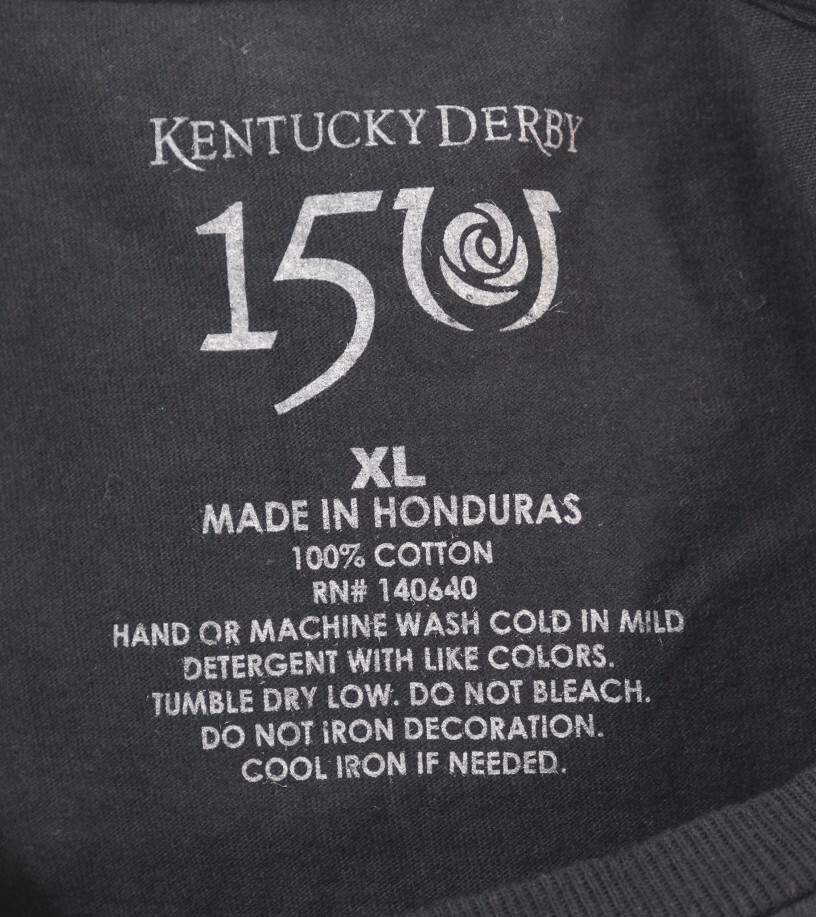 KENTUCKY DERBY
150
XL
MADE IN HONDURAS
100% COTTON
RN# 140640
HAND OR MACHINE WASH COLD IN MILD
DETERGENT WITH LIKE COLORS.
TUMBLE DRY LOW. DO NOT BLEACH.
DO NOT IRON DECORATION.
COOL IRON IF NEEDED.